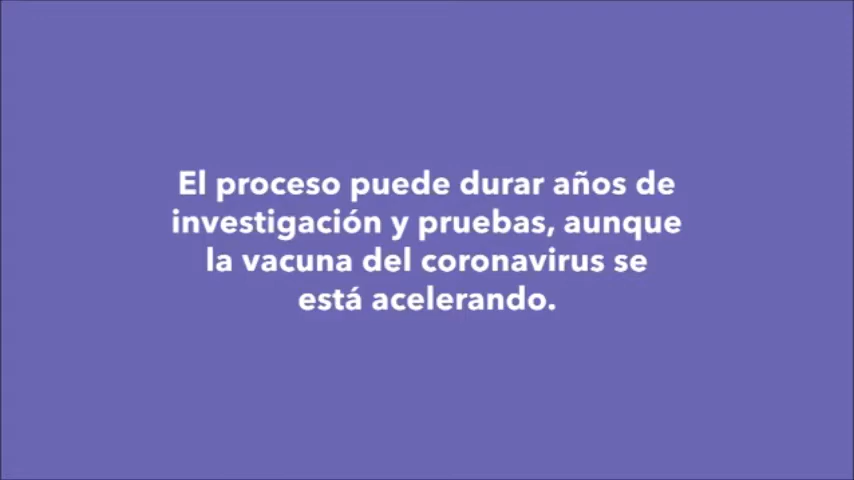 El proceso puede durar años de
investigación y pruebas, aunque
la vacuna del coronavirus se
está acelerando.